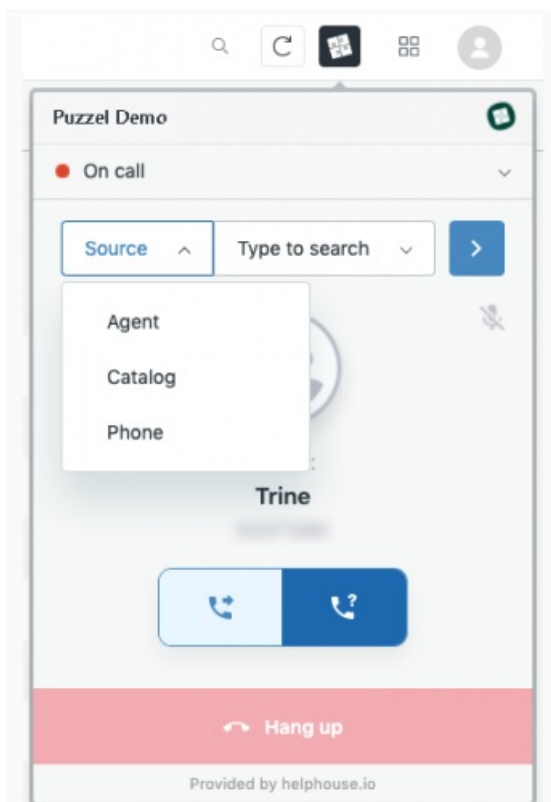 Puzzel Demo
On call
Source Type to search
Agent
Catalog
Phone
Trine
Hang up
Provided by helphouse.io